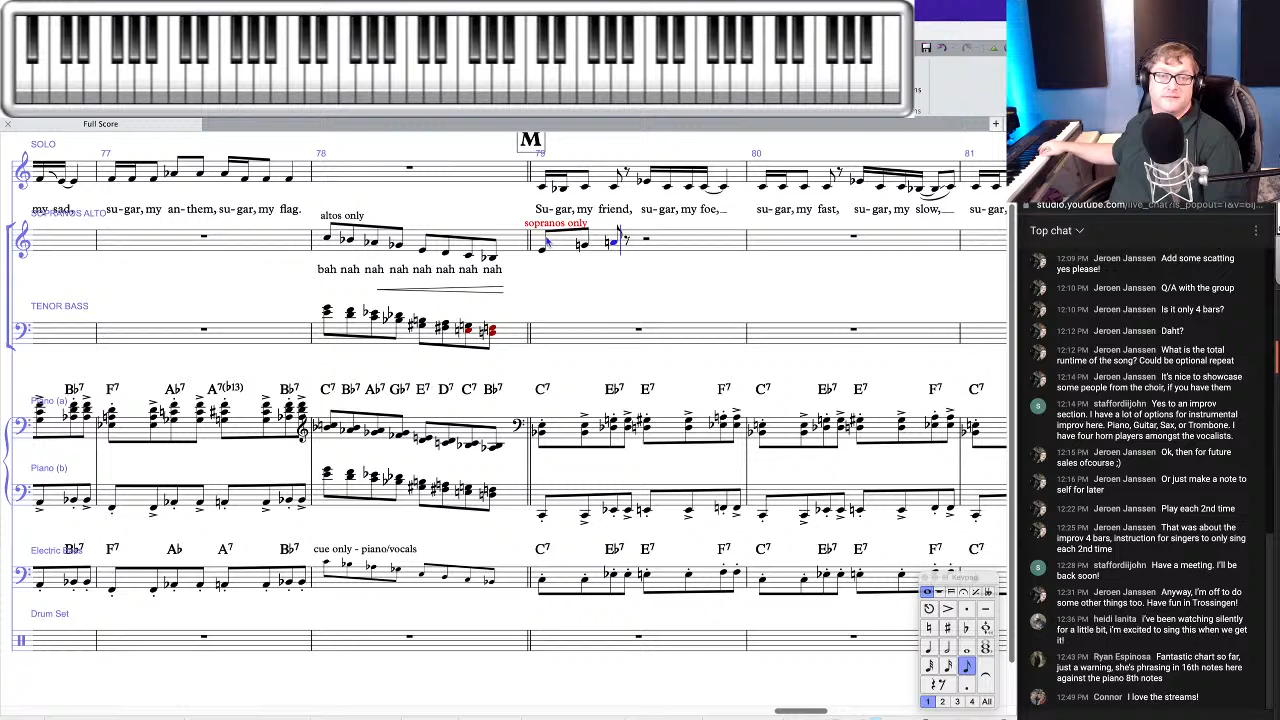 Full Score
M
SOLO
77
78
79
80
81
my sad,
su-gar, my an-them, su-gar, my flag.
Su-gar, my friend, su-gar, my foe,
su-gar, my fast, su-gar, my slow,
su-gar,
SOPRANOS ALTO
altos only
sopranos only
bah nah nah nah nah nah nah nah
TENOR BASS
Piano (a)
Bb7 F7 Ab7 A7(b13) Bb7 C7 Bb7 Ab7 Gb7 E7 D7 C7 Bb7 C7 Eb7 E7 F7 C7 Eb7 E7 F7 C7
Piano (b)
Electric
Bb7 F7 Ab A7 Bb7
cue only - piano/vocals
C7 Eb7 E7 F7 C7 Eb7 E7 F7 C7
Drum Set
Keypad
1 2 3 4 All
Top chat
12:09 PM Jeroen Janssen Add some scatting
yes please!
12:10 PM Jeroen Janssen Q/A with the group
12:10 PM Jeroen Janssen Is it only 4 bars?
12:12 PM Jeroen Janssen Daht?
12:12 PM Jeroen Janssen What is the total
runtime of the song? Could be optional repeat
12:14 PM Jeroen Janssen It's nice to showcase
some people from the choir, if you have them
12:14 PM staffordiijohn Yes to an improv
section. I have a lot of options for instrumental
improv here. Piano, Guitar, Sax, or Trombone. I
have four horn players amongst the vocalists.
12:15 PM Jeroen Janssen Ok, then for future
sales ofcourse ;)
12:16 PM Jeroen Janssen Or just make a note to
self for later
12:22 PM Jeroen Janssen Play each 2nd time
12:25 PM Jeroen Janssen That was about the
improv 4 bars, instruction for singers to only sing
each 2nd time
12:28 PM staffordiijohn Have a meeting. I'll be
back soon!
12:31 PM Jeroen Janssen Anyway, I'm off to do
some other things too. Have fun in Trossingen!
12:36 PM heidi lanita i've been watching silently
for a little bit, i'm excited to sing this when we get
it!
12:43 PM Ryan Espinosa Fantastic chart so far,
just a warning, she's phrasing in 16th notes here
against the piano 8th notes
12:49 PM Connor I love the streams!